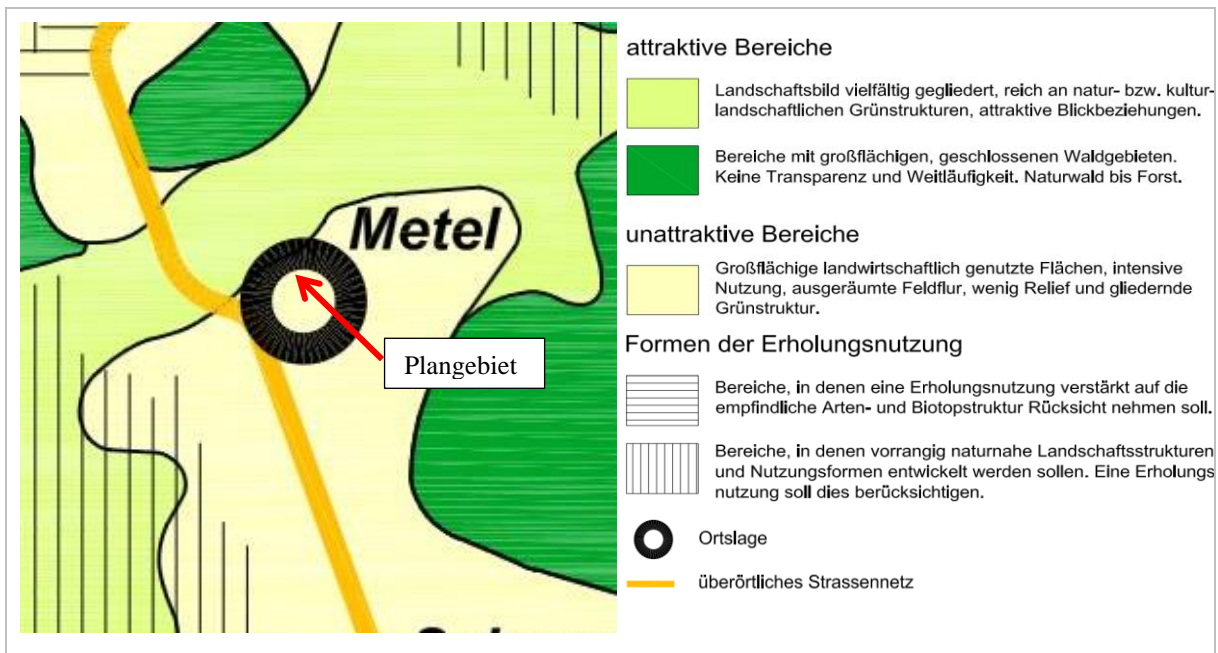 Metel
Plangebiet
attraktive Bereiche
Landschaftsbild vielfältig gegliedert, reich an natur- bzw. kultur-
landschaftlichen Grünstrukturen, attraktive Blickbeziehungen.
Bereiche mit großflächigen, geschlossenen Waldgebieten.
Keine Transparenz und Weitläufigkeit. Naturwald bis Forst.
unattraktive Bereiche
Großflächige landwirtschaftlich genutzte Flächen, intensive
Nutzung, ausgeräumte Feldflur, wenig Relief und gliedernde
Grünstruktur.
Formen der Erholungsnutzung
Bereiche, in denen eine Erholungsnutzung verstärkt auf die
empfindliche Arten- und Biotopstruktur Rücksicht nehmen soll.
Bereiche, in denen vorrangig naturnahe Landschaftsstrukturen
und Nutzungsformen entwickelt werden sollen. Eine Erholungs
nutzung soll dies berücksichtigen.
Ortslage
überörtliches Strassennetz